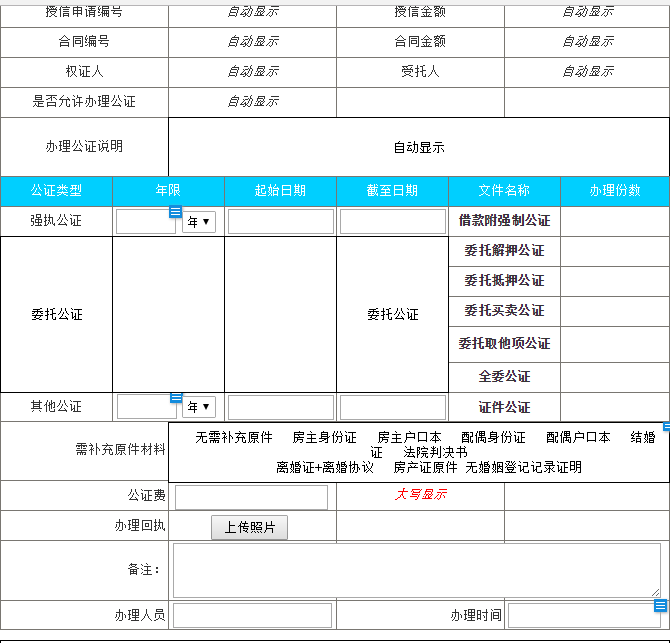 授信申请编号 自动显示 授信金额 自动显示
合同编号 自动显示 合同金额 自动显示
权证人 自动显示 受托人 自动显示
是否允许办理公证 自动显示
办理公证说明 自动显示
公证类型 年限 起始日期 截至日期 文件名称 办理份数
强执公证 年 借款附强制公证
委托解押公证
委托抵押公证
委托公证 委托公证 委托买卖公证
委托取他项公证
全委公证
其他公证 年 证件公证
需补充原件材料 无需补充原件 房主身份证 房主户口本 配偶身份证 配偶户口本 结婚
证 法院判决书
离婚证+离婚协议 房产证原件 无婚姻登记记录证明
公证费 大写显示
办理回执 上传照片
备注：
办理人员 办理时间